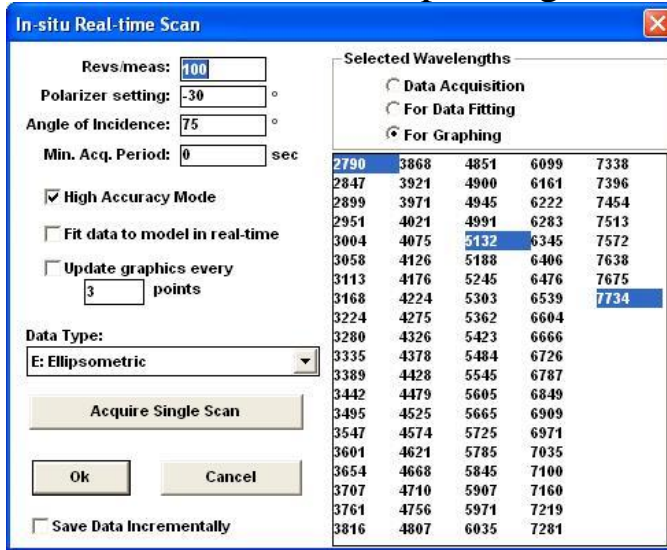 In-situ Real-time Scan
Revs/meas: 100
Polarizer setting: -30 °
Angle of Incidence: 75 °
Min. Acq. Period: 0 sec
High Accuracy Mode
Fit data to model in real-time
Update graphics every
3 points
Data Type:
E: Ellipsometric
Acquire Single Scan
Ok Cancel
Save Data Incrementally
Selected Wavelengths
Data Acquisition
For Data Fitting
For Graphing
2790 3868 4851 6099 7338
2847 3921 4900 6161 7396
2899 3971 4945 6222 7454
2951 4021 4991 6283 7513
3004 4075 5132 6345 7572
3058 4126 5188 6406 7638
3113 4176 5245 6476 7675
3168 4224 5303 6539 7734
3224 4275 5362 6604
3280 4326 5423 6666
3335 4378 5484 6726
3389 4428 5545 6787
3442 4479 5605 6849
3495 4525 5665 6909
3547 4574 5725 6971
3601 4621 5785 7035
3654 4668 5845 7100
3707 4710 5907 7160
3761 4756 5971 7219
3816 4807 6035 7281